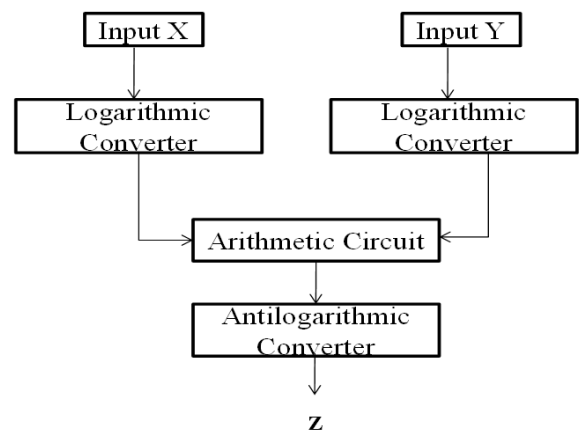 Input X
Input Y
Logarithmic
Converter
Logarithmic
Converter
Arithmetic Circuit
Antilogarithmic
Converter
z